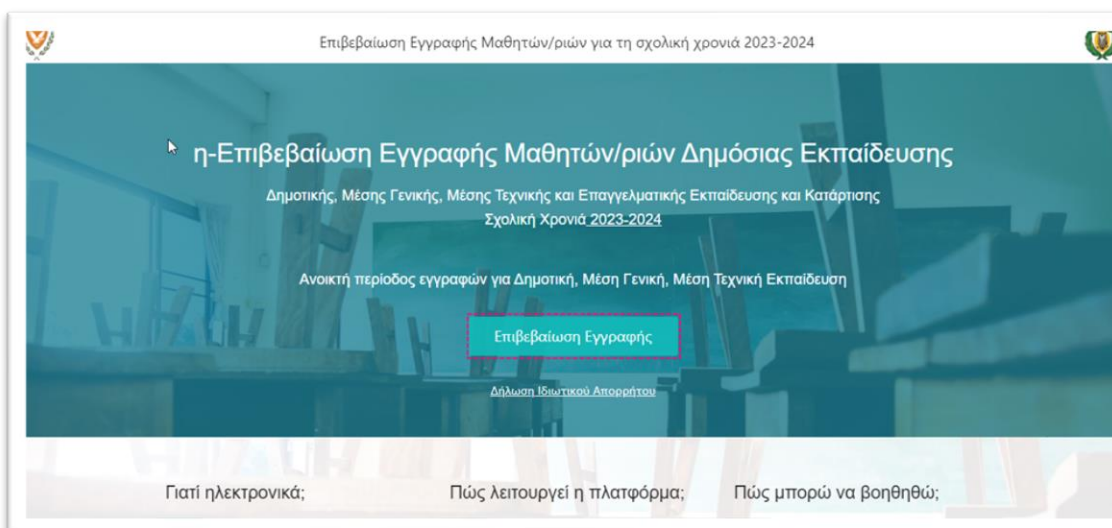 Επιβεβαίωση Εγγραφής Μαθητών/ριών για τη σχολική χρονιά 2023-2024
η-Επιβεβαίωση Εγγραφής Μαθητών/ριών Δημόσιας Εκπαίδευσης
Δημοτικής, Μέσης Γενικής, Μέσης Τεχνικής και Επαγγελματικής Εκπαίδευσης και Κατάρτισης
Σχολική Χρονιά 2023-2024
Ανοικτή περίοδος εγγραφών για Δημοτική, Μέση Γενική, Μέση Τεχνική Εκπαίδευση
Επιβεβαίωση Εγγραφής
Δήλωση Ιδιωτικού Απορρήτου
Γιατί ηλεκτρονικά; Πώς λειτουργεί η πλατφόρμα; Πώς μπορώ να βοηθηθώ;